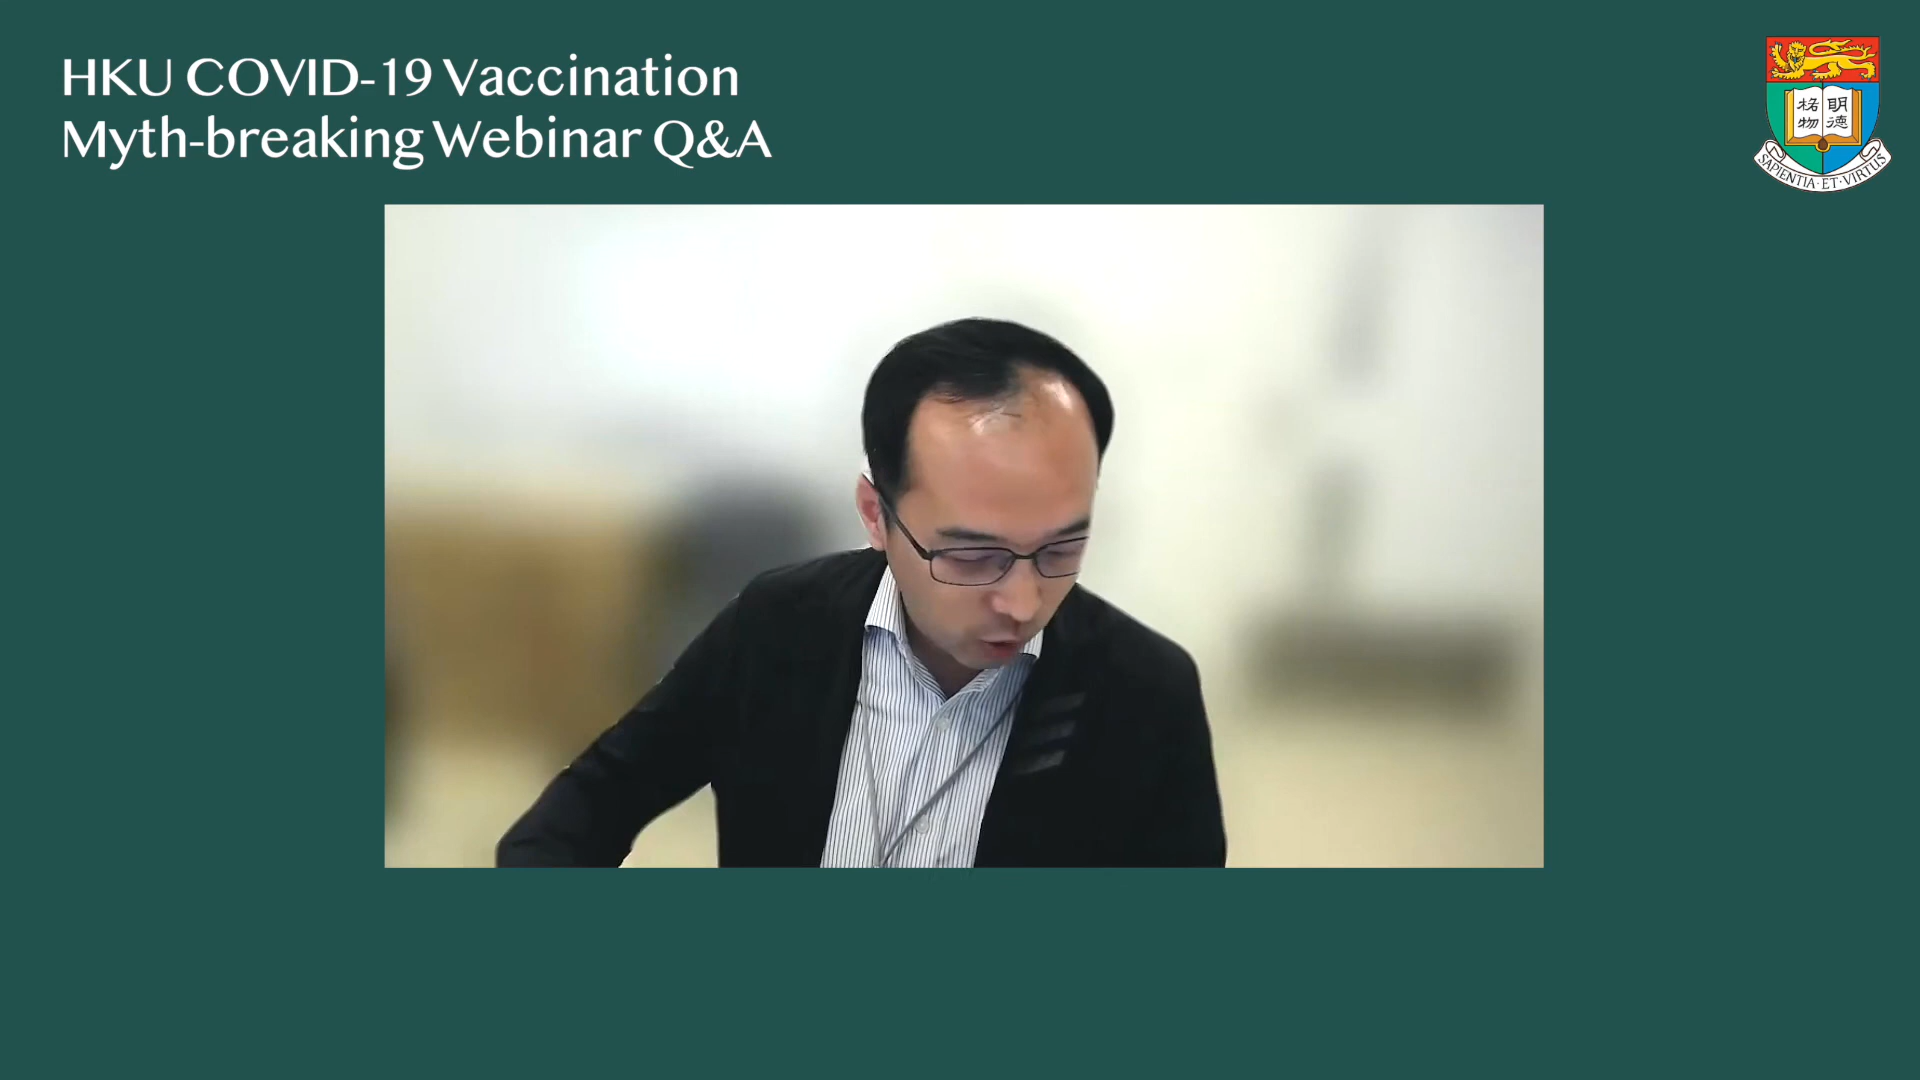 HKU COVID-19 Vaccination
Myth-breaking Webinar Q&A
明德
格物
SAPIENTIA·ET·VIRTUS